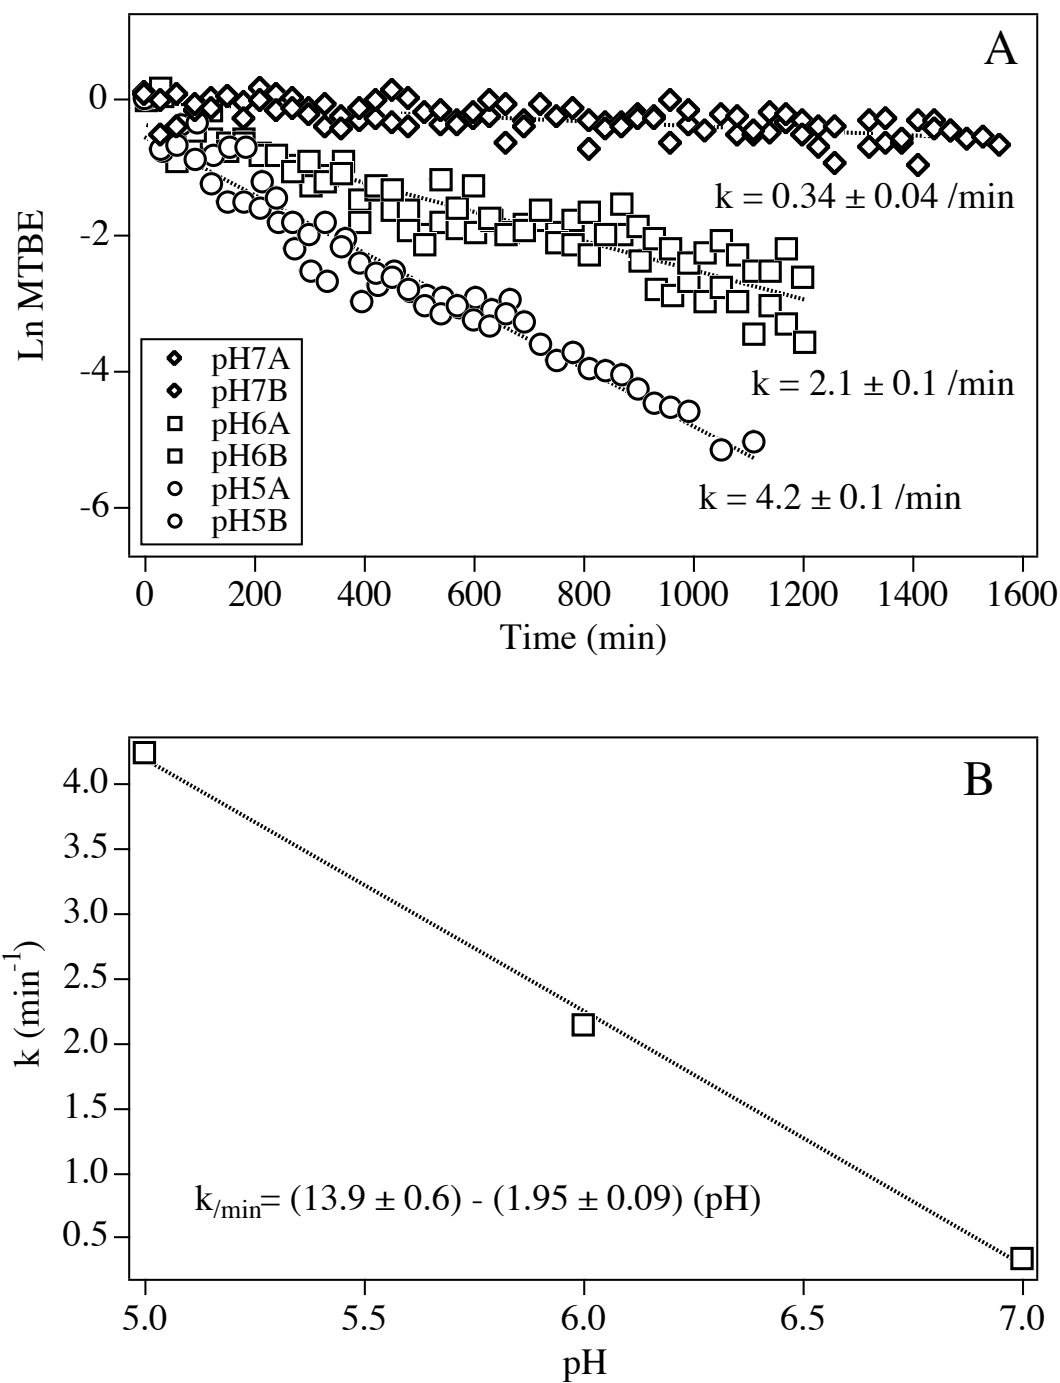 A
0
-2
-4
-6
Ln MTBE
k = 0.34 ± 0.04 /min
k = 2.1 ± 0.1 /min
k = 4.2 ± 0.1 /min
pH7A
pH7B
pH6A
pH6B
pH5A
pH5B
0 200 400 600 800 1000 1200 1400 1600
Time (min)
B
4.0
3.5
3.0
2.5
2.0
1.5
1.0
0.5
k (min⁻¹)
k/min= (13.9 ± 0.6) - (1.95 ± 0.09) (pH)
5.0 5.5 6.0 6.5 7.0
pH